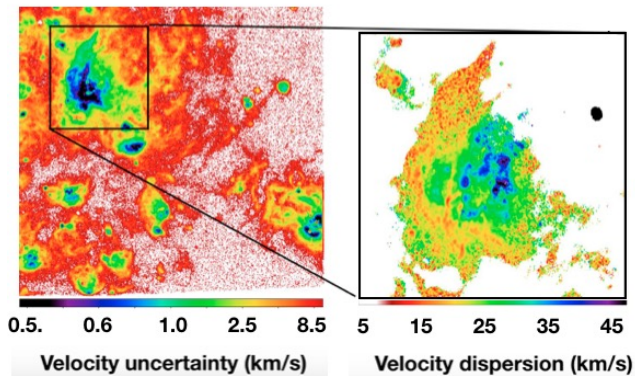 0.5. 0.6 1.0 2.5 8.5
5 15 25 35 45
Velocity uncertainty (km/s)
Velocity dispersion (km/s)